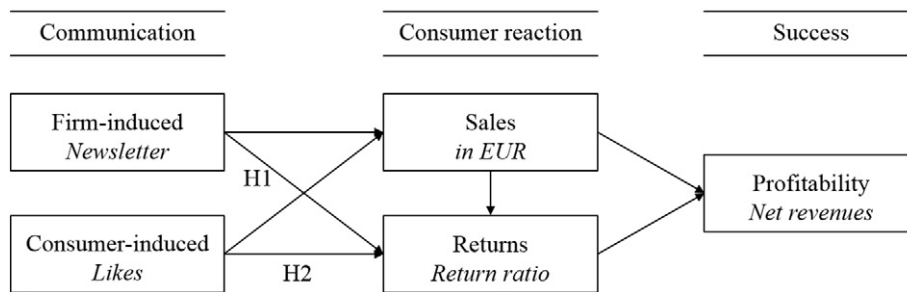 Communication
Consumer reaction
Success
Firm-induced
Newsletter
Sales
in EUR
H1
Profitability
Net revenues
Consumer-induced
Likes
H2
Returns
Return ratio